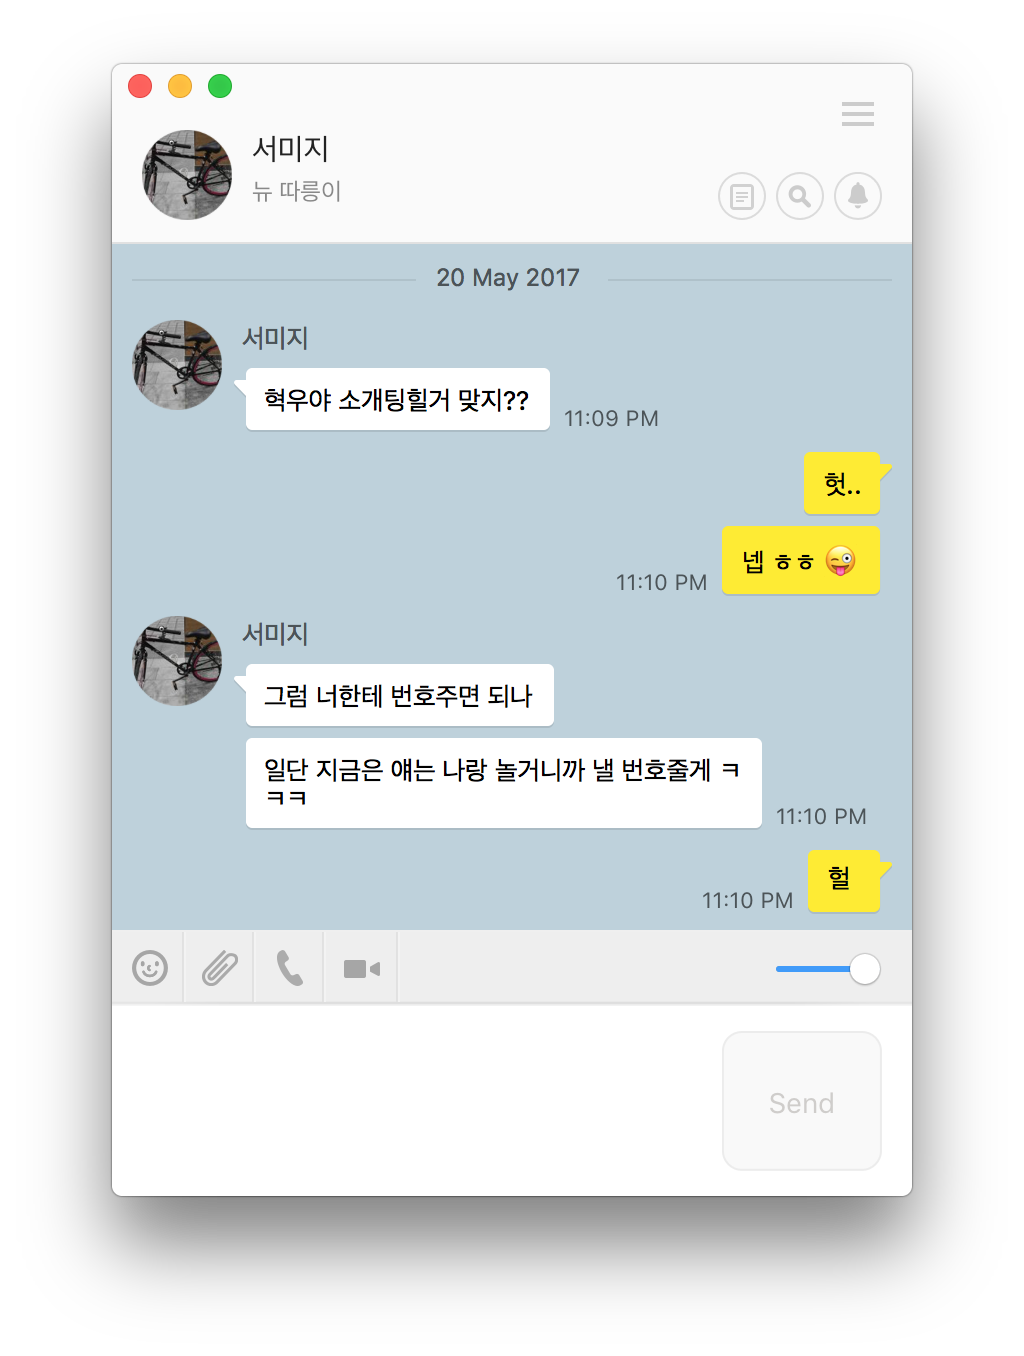 서미지
뉴 따릉이
20 May 2017
서미지
혁우야 소개팅힐거 맞지??
11:09 PM
헛..
넵 ㅎㅎ 😜
11:10 PM
서미지
그럼 너한테 번호주면 되나
일단 지금은 얘는 나랑 놀거니까 낼 번호줄게 ㅋ
ㅋㅋ
11:10 PM
헐
11:10 PM
Send